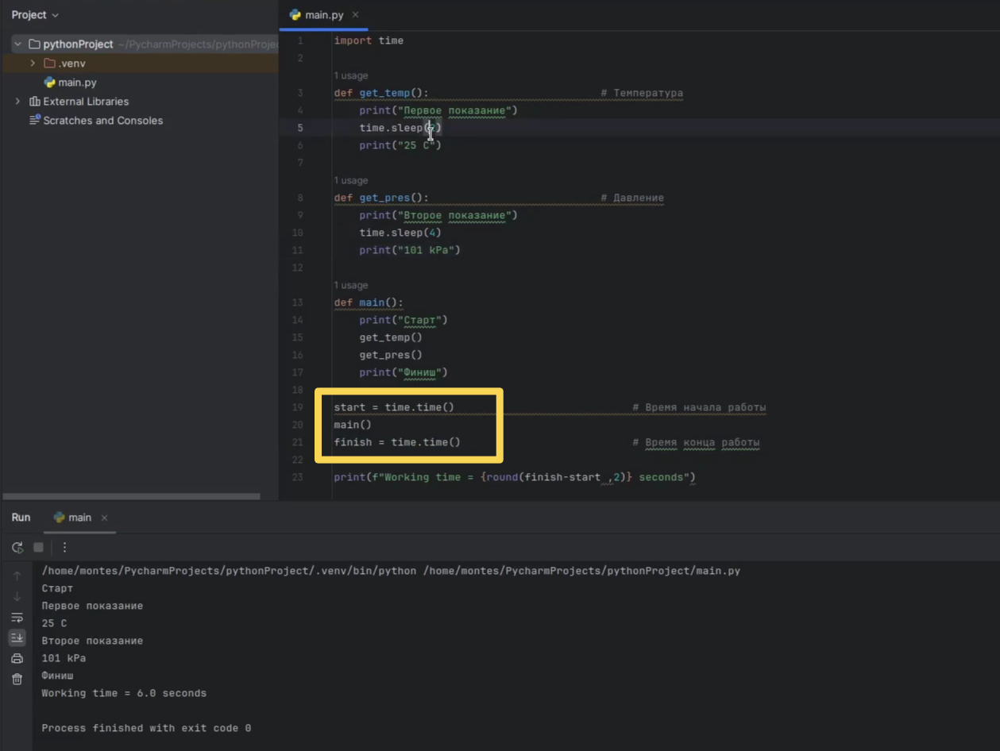 Project
main.py
pythonProject ~/PycharmProjects/pythonProjec
.venv
main.py
External Libraries
Scratches and Consoles
1 import time
2
1 usage
3 def get_temp(): # Температура
4 print("Первое показание")
5 time.sleep()
6 print("25 C")
7
1 usage
8 def get_pres(): # Давление
9 print("Второе показание")
10 time.sleep(4)
11 print("101 kPa")
12
1 usage
13 def main():
14 print("Старт")
15 get_temp()
16 get_pres()
17 print("Финиш")
18
19 start = time.time() # Время начала работы
20 main()
21 finish = time.time() # Время конца работы
22
23 print(f"Working time = {round(finish-start ,2)} seconds")
Run main
/home/montes/PycharmProjects/pythonProject/.venv/bin/python /home/montes/PycharmProjects/pythonProject/main.py
Старт
Первое показание
25 C
Второе показание
101 kPa
Финиш
Working time = 6.0 seconds
Process finished with exit code 0